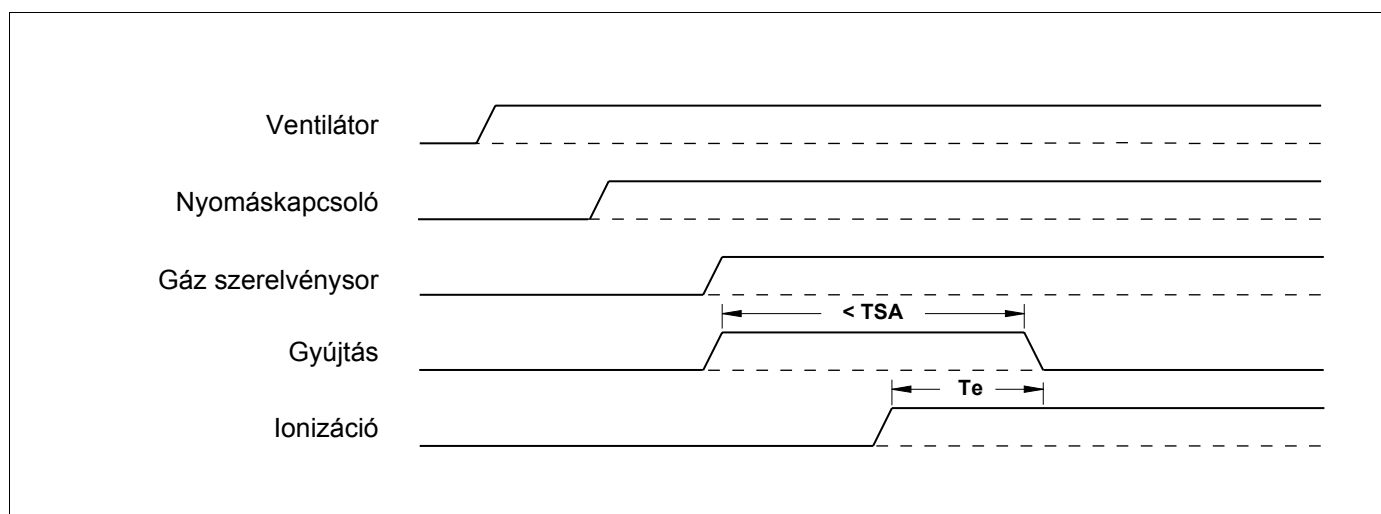 Ventilátor
Nyomáskapcsoló
Gáz szerelvénysor
< TSA
Gyújtás
Te
Ionizáció